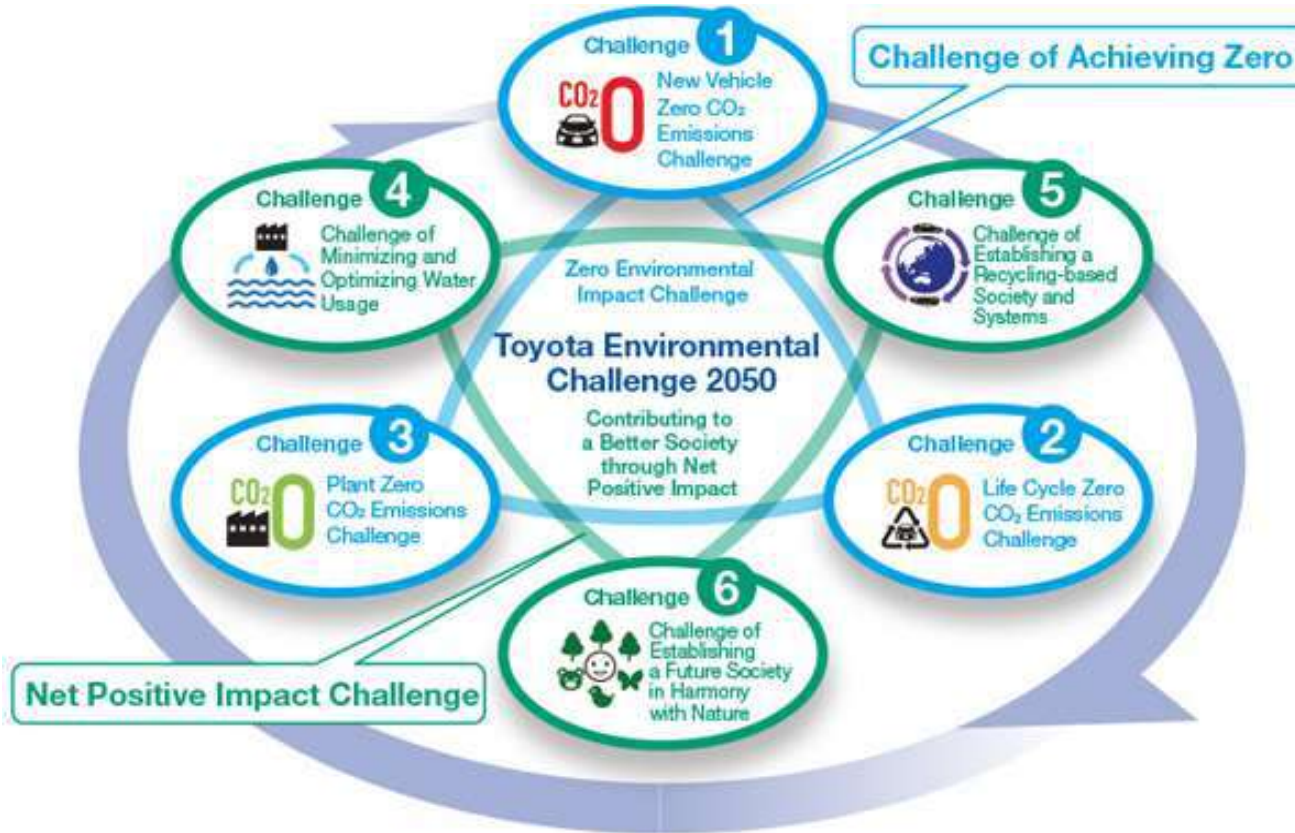 Challenge 1
CO₂ 0
New Vehicle
Zero CO₂
Emissions
Challenge
Challenge of Achieving Zero
Challenge 4
Challenge of
Minimizing and
Optimizing Water
Usage
Challenge 5
Challenge of
Establishing a
Recycling-based
Society and
Systems
Zero Environmental
Impact Challenge
Toyota Environmental
Challenge 2050
Contributing to
a Better Society
through Net
Positive Impact
Challenge 3
CO₂ 0
Plant Zero
CO₂ Emissions
Challenge
Challenge 2
CO₂ 0
Life Cycle Zero
CO₂ Emissions
Challenge
Challenge 6
Challenge of
Establishing
a Future Society
in Harmony
with Nature
Net Positive Impact Challenge